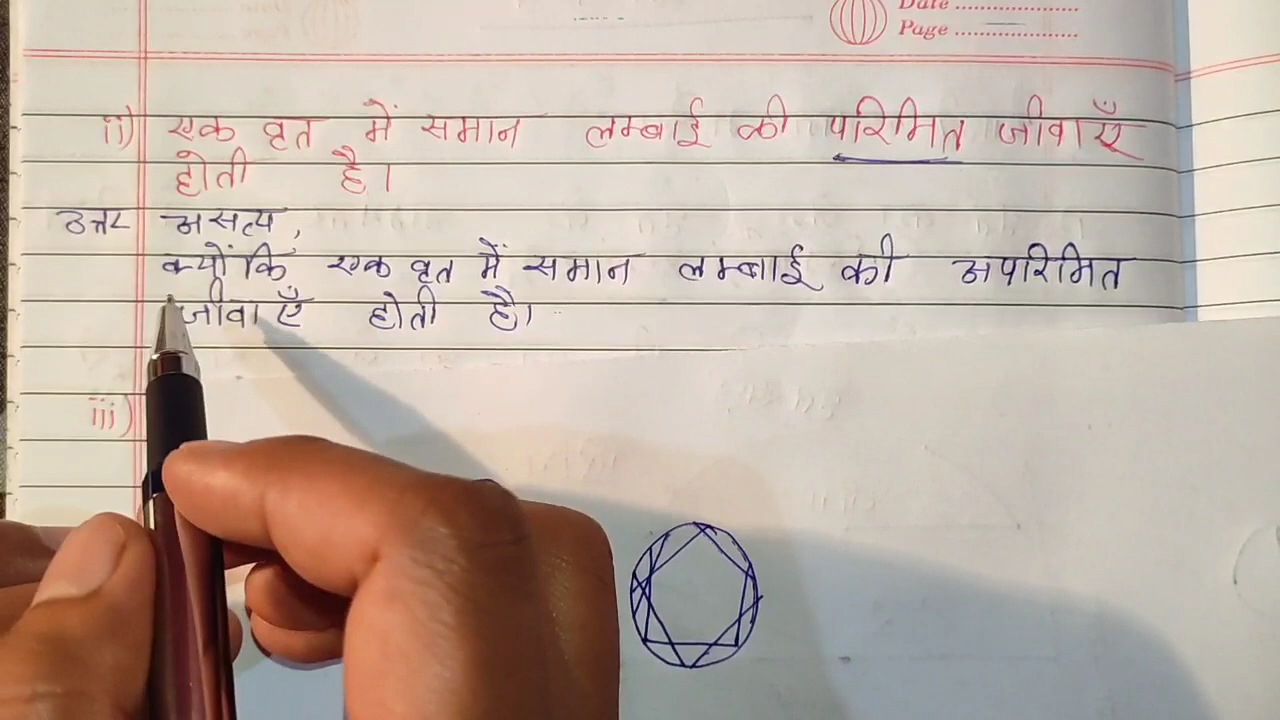 Date ....................
Page ....................
ii) एक वृत में समान लम्बाई की परिमित जीवाएँ
होती है।
उत्तर असत्य,
क्योंकि एक वृत में समान लम्बाई की अपरिमित
जीवाएँ होती है।
iii)